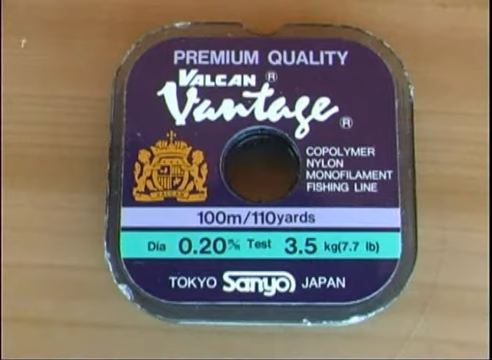 PREMIUM QUALITY
VALCAN ®
Vantage ®
COPOLYMER
NYLON
MONOFILAMENT
FISHING LINE
VALCAN
100m/110yards
Dia 0.20% Test 3.5 kg(7.7 lb)
TOKYO Sanyo JAPAN